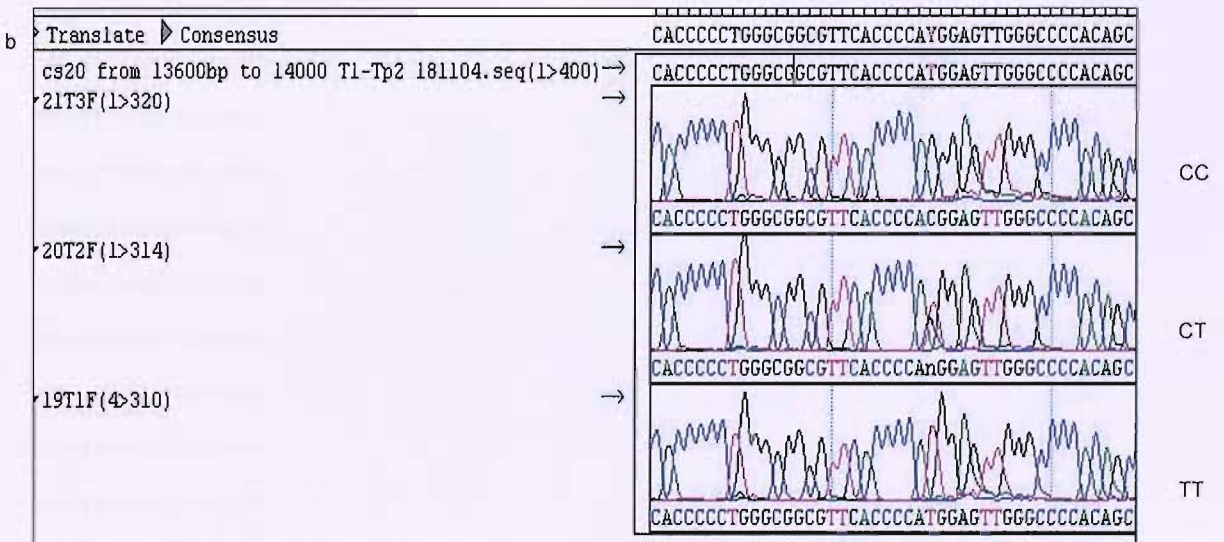 b
Translate Consensus CACCCCCTGGGCGGCGTTCACCCCAYGGAGTTGGGCCCCACAGC
cs20 from 13600bp to 14000 T1-Tp2 181104.seq(1>400)→ CACCCCCTGGGCGGCGTTCACCCCATGGAGTTGGGCCCCACAGC
21T3F(1>320) →
CC
CACCCCCTGGGCGGCGTTCACCCCACGGAGTTGGGCCCCACAGC
20T2F(1>314) →
CT
CACCCCCTGGGCGGCGTTCACCCCAnGGAGTTGGGCCCCACAGC
19T1F(4>310) →
TT
CACCCCCTGGGCGGCGTTCACCCCATGGAGTTGGGCCCCACAGC